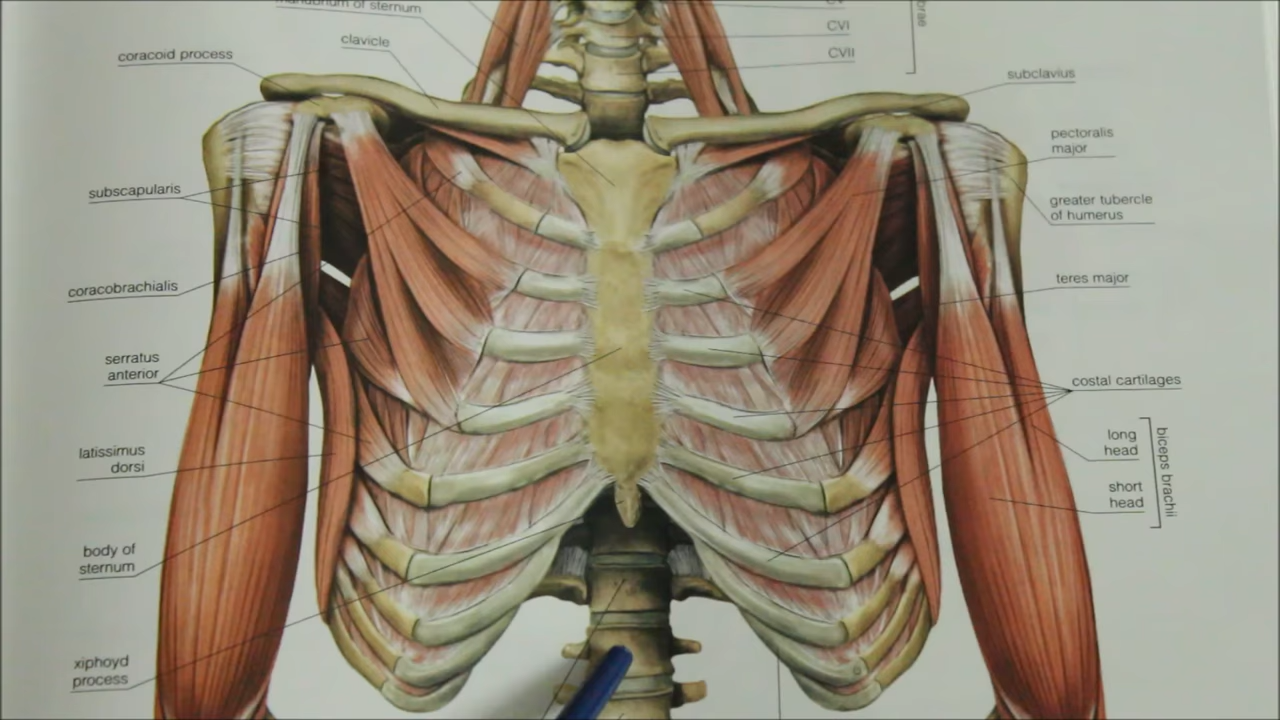 manubrium of sternum
clavicle
coracoid process
subscapularis
coracobrachialis
serratus
anterior
latissimus
dorsi
body of
sternum
xiphoyd
process
CVI
CVII
subclavius
pectoralis
major
greater tubercle
of humerus
teres major
costal cartilages
long
head
short
head
biceps brachii